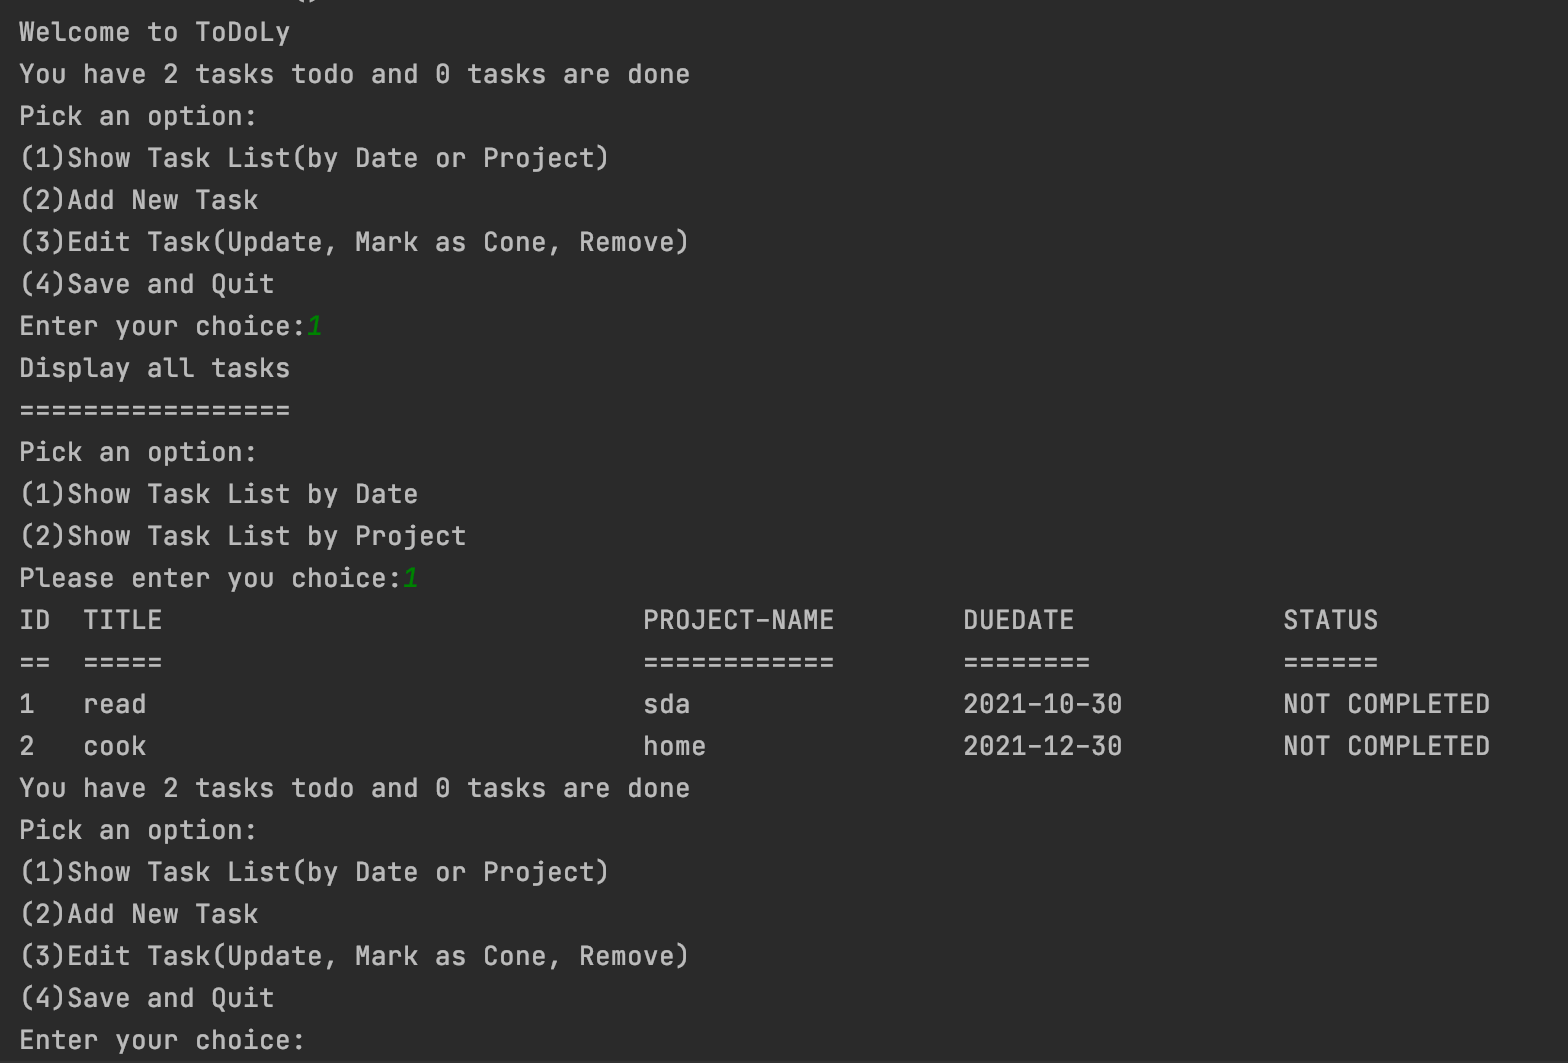 Welcome to ToDoLy
You have 2 tasks todo and 0 tasks are done
Pick an option:
(1)Show Task List(by Date or Project)
(2)Add New Task
(3)Edit Task(Update, Mark as Cone, Remove)
(4)Save and Quit
Enter your choice:1
Display all tasks
=================
Pick an option:
(1)Show Task List by Date
(2)Show Task List by Project
Please enter you choice:1
ID  TITLE                              PROJECT-NAME        DUEDATE             STATUS
==  =====                              ============        ========            ======
1   read                               sda                 2021-10-30          NOT COMPLETED
2   cook                               home                2021-12-30          NOT COMPLETED
You have 2 tasks todo and 0 tasks are done
Pick an option:
(1)Show Task List(by Date or Project)
(2)Add New Task
(3)Edit Task(Update, Mark as Cone, Remove)
(4)Save and Quit
Enter your choice: